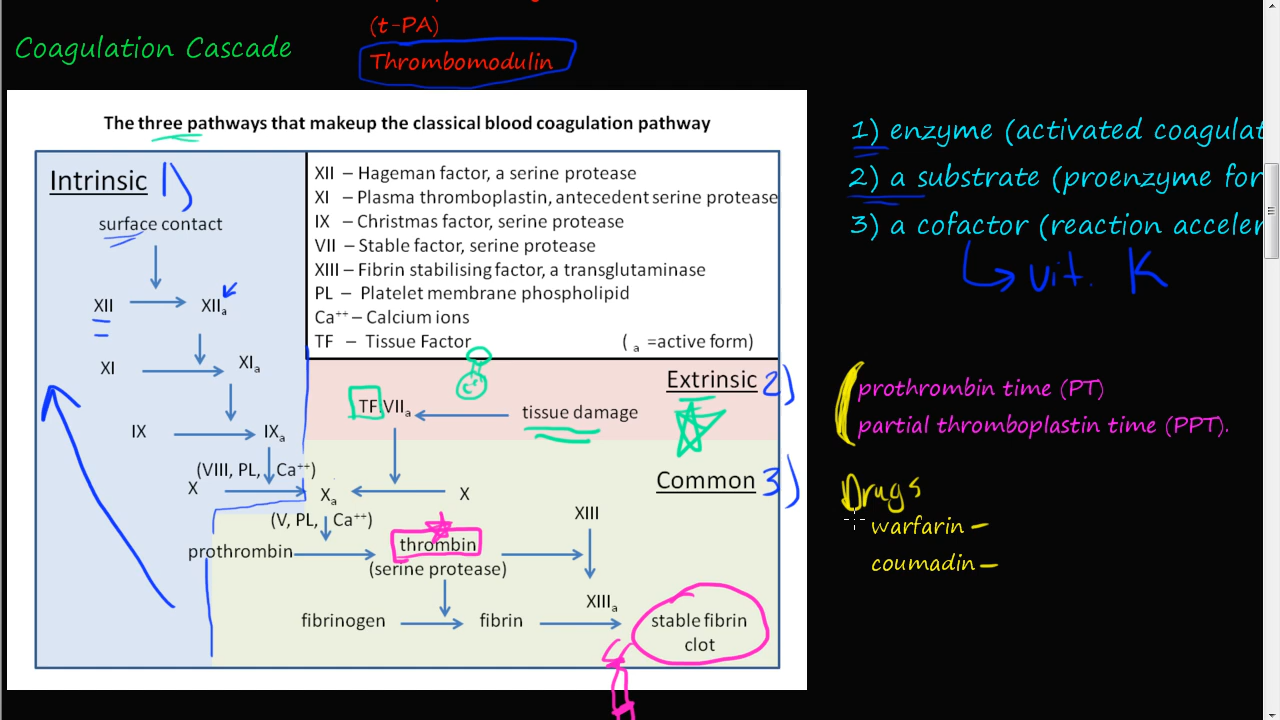 (t-PA)
Coagulation Cascade
Thrombomodulin
The three pathways that makeup the classical blood coagulation pathway
Intrinsic 1)
surface contact
XII
XIIa
XI
XIa
IX
IXa
(VIII, PL, Ca++)
X
Xa
XII – Hageman factor, a serine protease
XI – Plasma thromboplastin, antecedent serine protease
IX – Christmas factor, serine protease
VII – Stable factor, serine protease
XIII – Fibrin stabilising factor, a transglutaminase
PL – Platelet membrane phospholipid
Ca++ – Calcium ions
TF – Tissue Factor ( a =active form)
Extrinsic 2)
TF:VIIa
tissue damage
Common 3)
X
(V, PL, Ca++)
XIII
prothrombin
thrombin
(serine protease)
XIIIa
fibrinogen
fibrin
stable fibrin
clot
1) enzyme (activated coagulat
2) a substrate (proenzyme for
3) a cofactor (reaction acceler
vit. K
prothrombin time (PT)
partial thromboplastin time (PPT).
Drugs
warfarin –
coumadin –